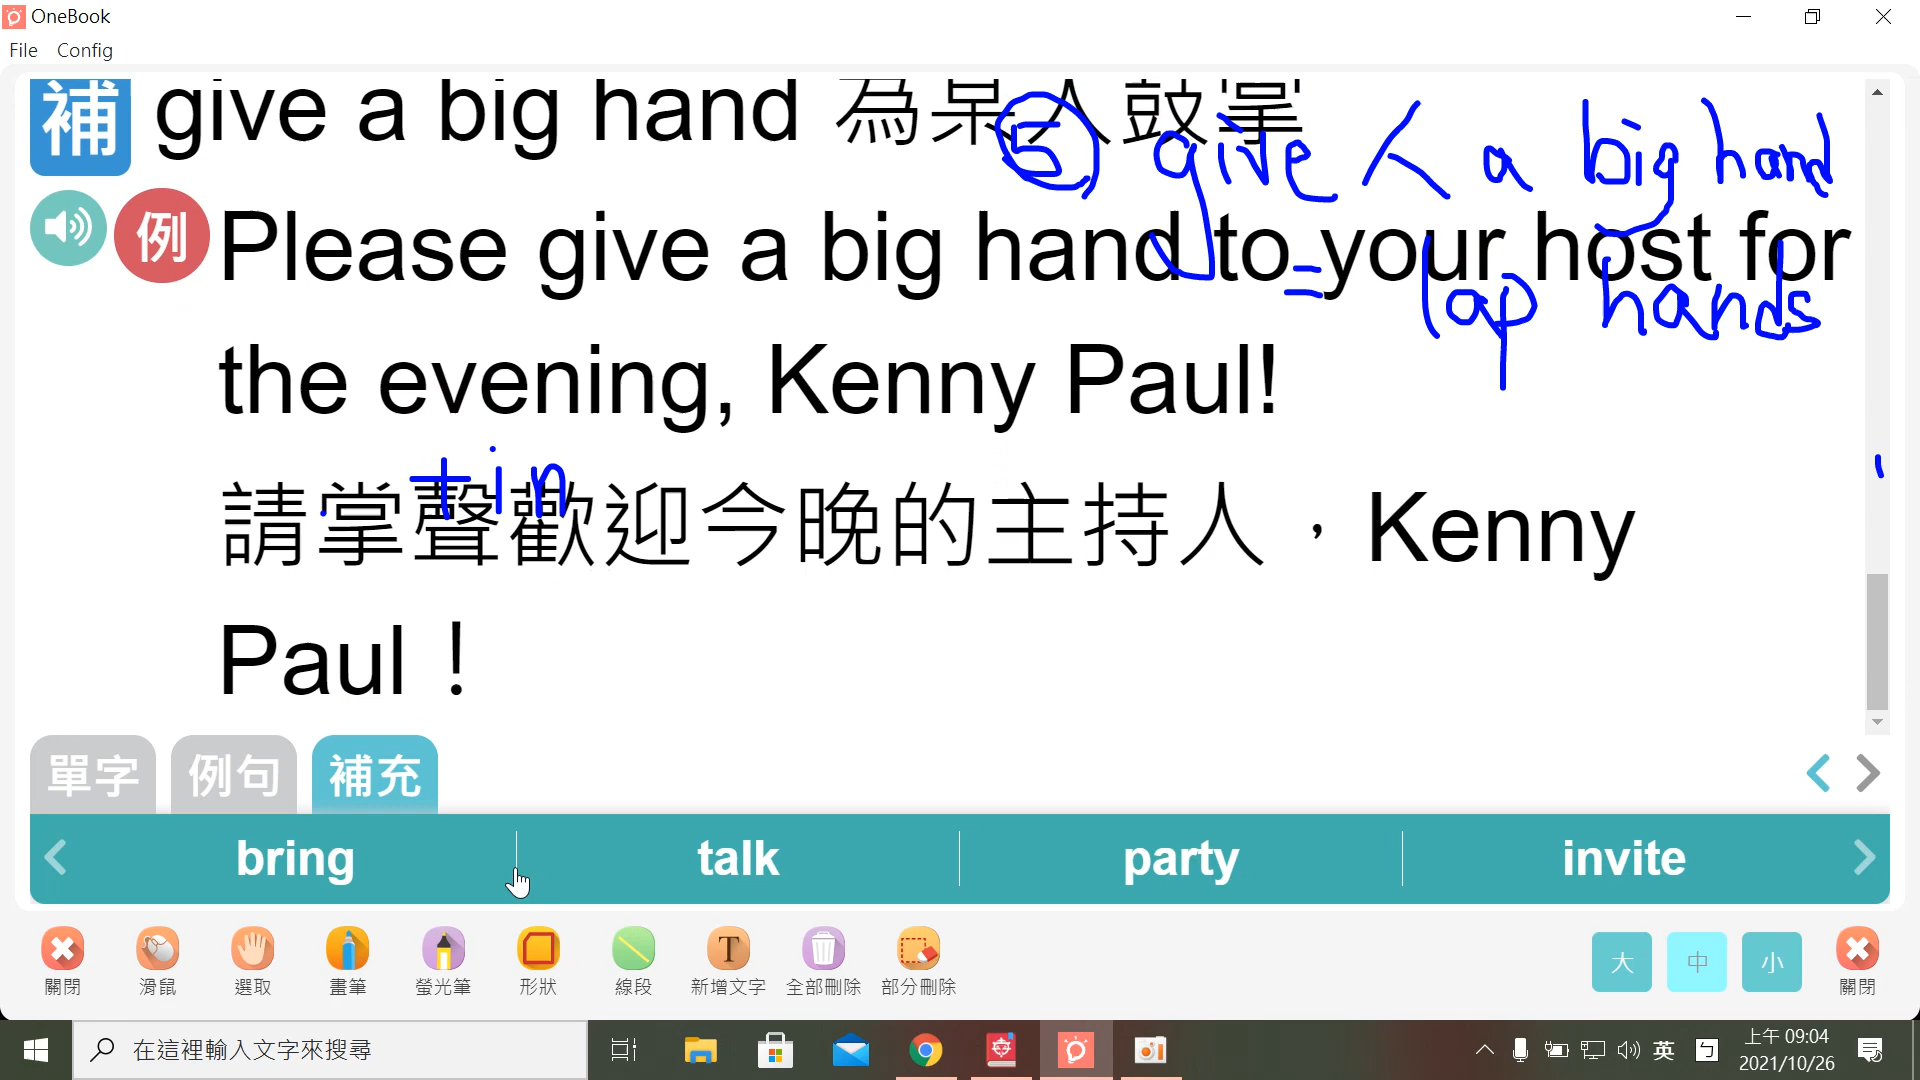 OneBook
File Config
補 give a big hand 為某人鼓掌
⑤ give 人 a big hand
例 Please give a big hand to your host for
= lap hands
the evening, Kenny Paul!
+ in
請掌聲歡迎今晚的主持人，Kenny
Paul！
單字 例句 補充
bring talk party invite
關閉 滑鼠 選取 畫筆 螢光筆 形狀 線段 T 新增文字 全部刪除 部分刪除 大 中 小 關閉
在這裡輸入文字來搜尋
英 ㄅ 上午 09:04
2021/10/26